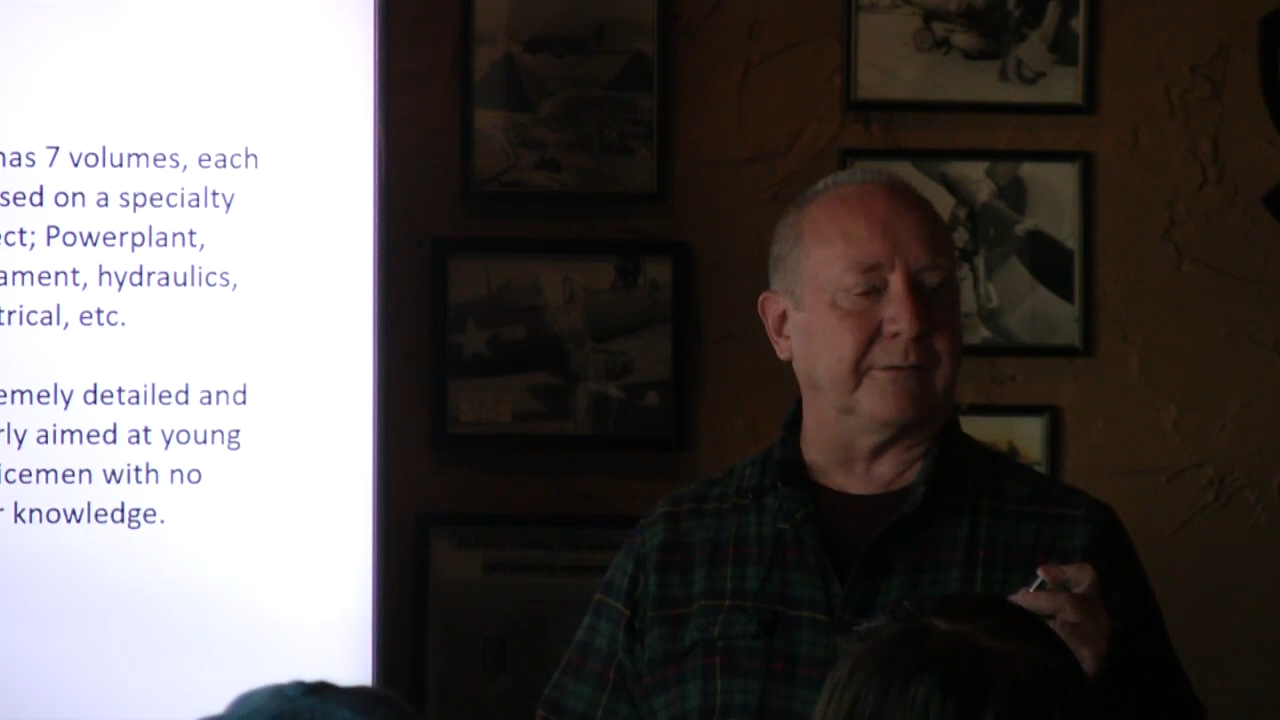 has 7 volumes, each
sed on a specialty
ect; Powerplant,
ament, hydraulics,
trical, etc.
emely detailed and
rly aimed at young
icemen with no
r knowledge.